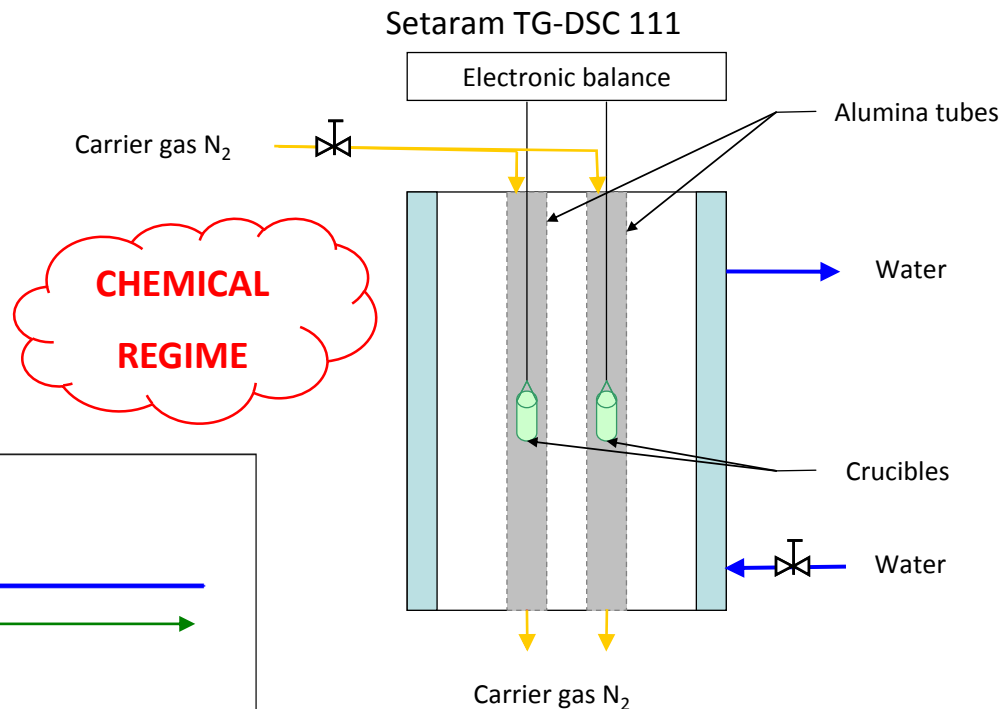 Setaram TG-DSC 111
Electronic balance
Alumina tubes
Carrier gas N₂
Water
CHEMICAL
REGIME
Crucibles
Water
Carrier gas N₂